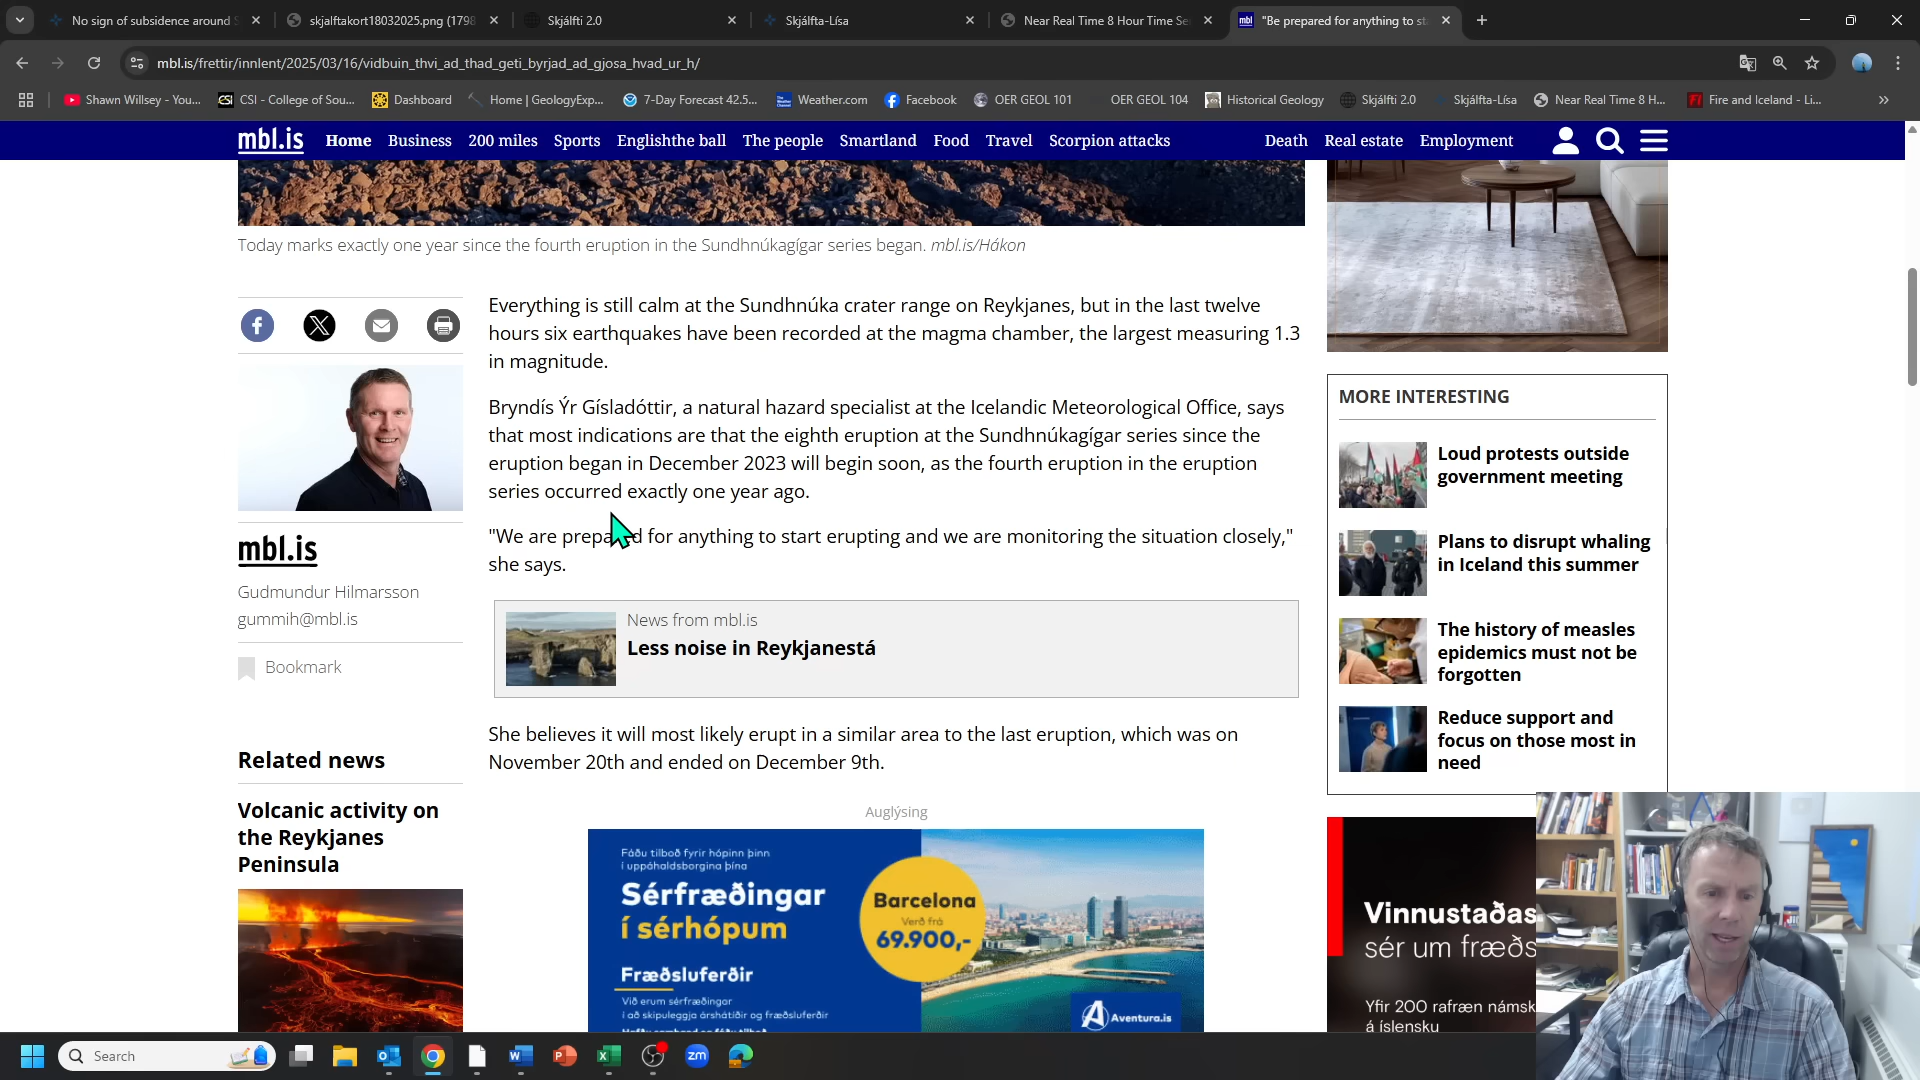 No sign of subsidence around S
skjalftakort18032025.png (1798
Skjálfti 2.0
Skjálfta-Lísa
Near Real Time 8 Hour Time Se
mbl
"Be prepared for anything to st
mbl.is/frettir/innlent/2025/03/16/vidbuin_thvi_ad_thad_geti_byrjad_ad_gjosa_hvad_ur_h/
Shawn Willsey - You...
CSI - College of Sou...
Dashboard
Home | GeologyExp...
7-Day Forecast 42.5...
Weather.com
Facebook
OER GEOL 101
OER GEOL 104
Historical Geology
Skjálfti 2.0
Skjálfta-Lísa
Near Real Time 8 H...
Fire and Iceland - Li...
mbl.is
Home
Business
200 miles
Sports
Englishthe ball
The people
Smartland
Food
Travel
Scorpion attacks
Death
Real estate
Employment
Today marks exactly one year since the fourth eruption in the Sundhnúkagígar series began. mbl.is/Hákon
Everything is still calm at the Sundhnúka crater range on Reykjanes, but in the last twelve
hours six earthquakes have been recorded at the magma chamber, the largest measuring 1.3
in magnitude.
Bryndís Ýr Gísladóttir, a natural hazard specialist at the Icelandic Meteorological Office, says
that most indications are that the eighth eruption at the Sundhnúkagígar series since the
eruption began in December 2023 will begin soon, as the fourth eruption in the eruption
series occurred exactly one year ago.
"We are prepared for anything to start erupting and we are monitoring the situation closely,"
she says.
News from mbl.is
Less noise in Reykjanestá
She believes it will most likely erupt in a similar area to the last eruption, which was on
November 20th and ended on December 9th.
Auglýsing
Fáðu tilboð fyrir hópinn þinn
í uppáhaldsborgina þína
Sérfræðingar
í sérhópum
Fræðsluferðir
Við erum sérfræðingar
í að skipuleggja árshátíðir og fræðsluferðir
Barcelona
Verð frá
69.900,-
Aventura.is
mbl.is
Gudmundur Hilmarsson
gummih@mbl.is
Bookmark
Related news
Volcanic activity on
the Reykjanes
Peninsula
MORE INTERESTING
Loud protests outside
government meeting
Plans to disrupt whaling
in Iceland this summer
The history of measles
epidemics must not be
forgotten
Reduce support and
focus on those most in
need
Vinnustaðas
sér um fræðs
Yfir 200 rafræn námsk
á íslensku
Search
zm